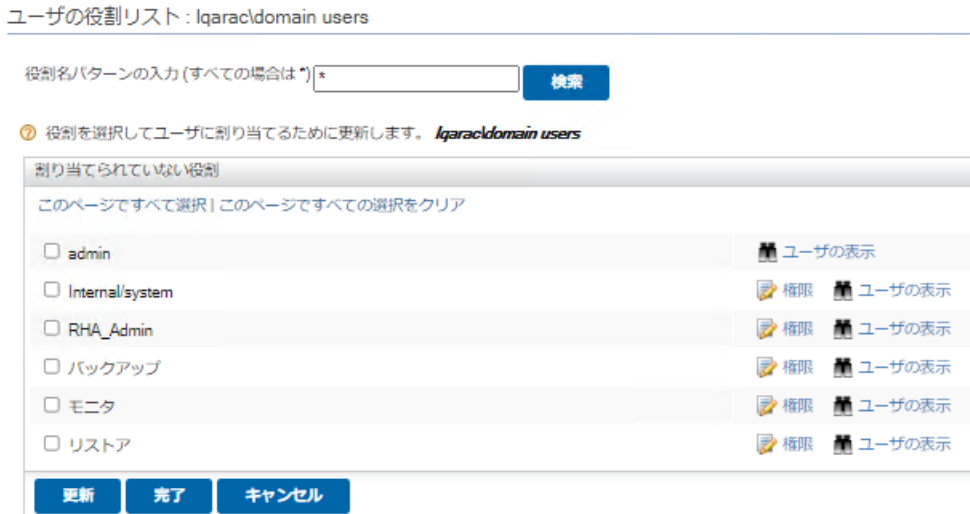 ユーザの役割リスト : lqarac\domain users
役割名パターンの入力 (すべての場合は *) * 検索
役割を選択してユーザに割り当てるために更新します。 lqarac\domain users
割り当てられていない役割
このページですべて選択 | このページですべての選択をクリア
admin ユーザの表示
Internal/system 権限 ユーザの表示
RHA_Admin 権限 ユーザの表示
バックアップ 権限 ユーザの表示
モニタ 権限 ユーザの表示
リストア 権限 ユーザの表示
更新 完了 キャンセル